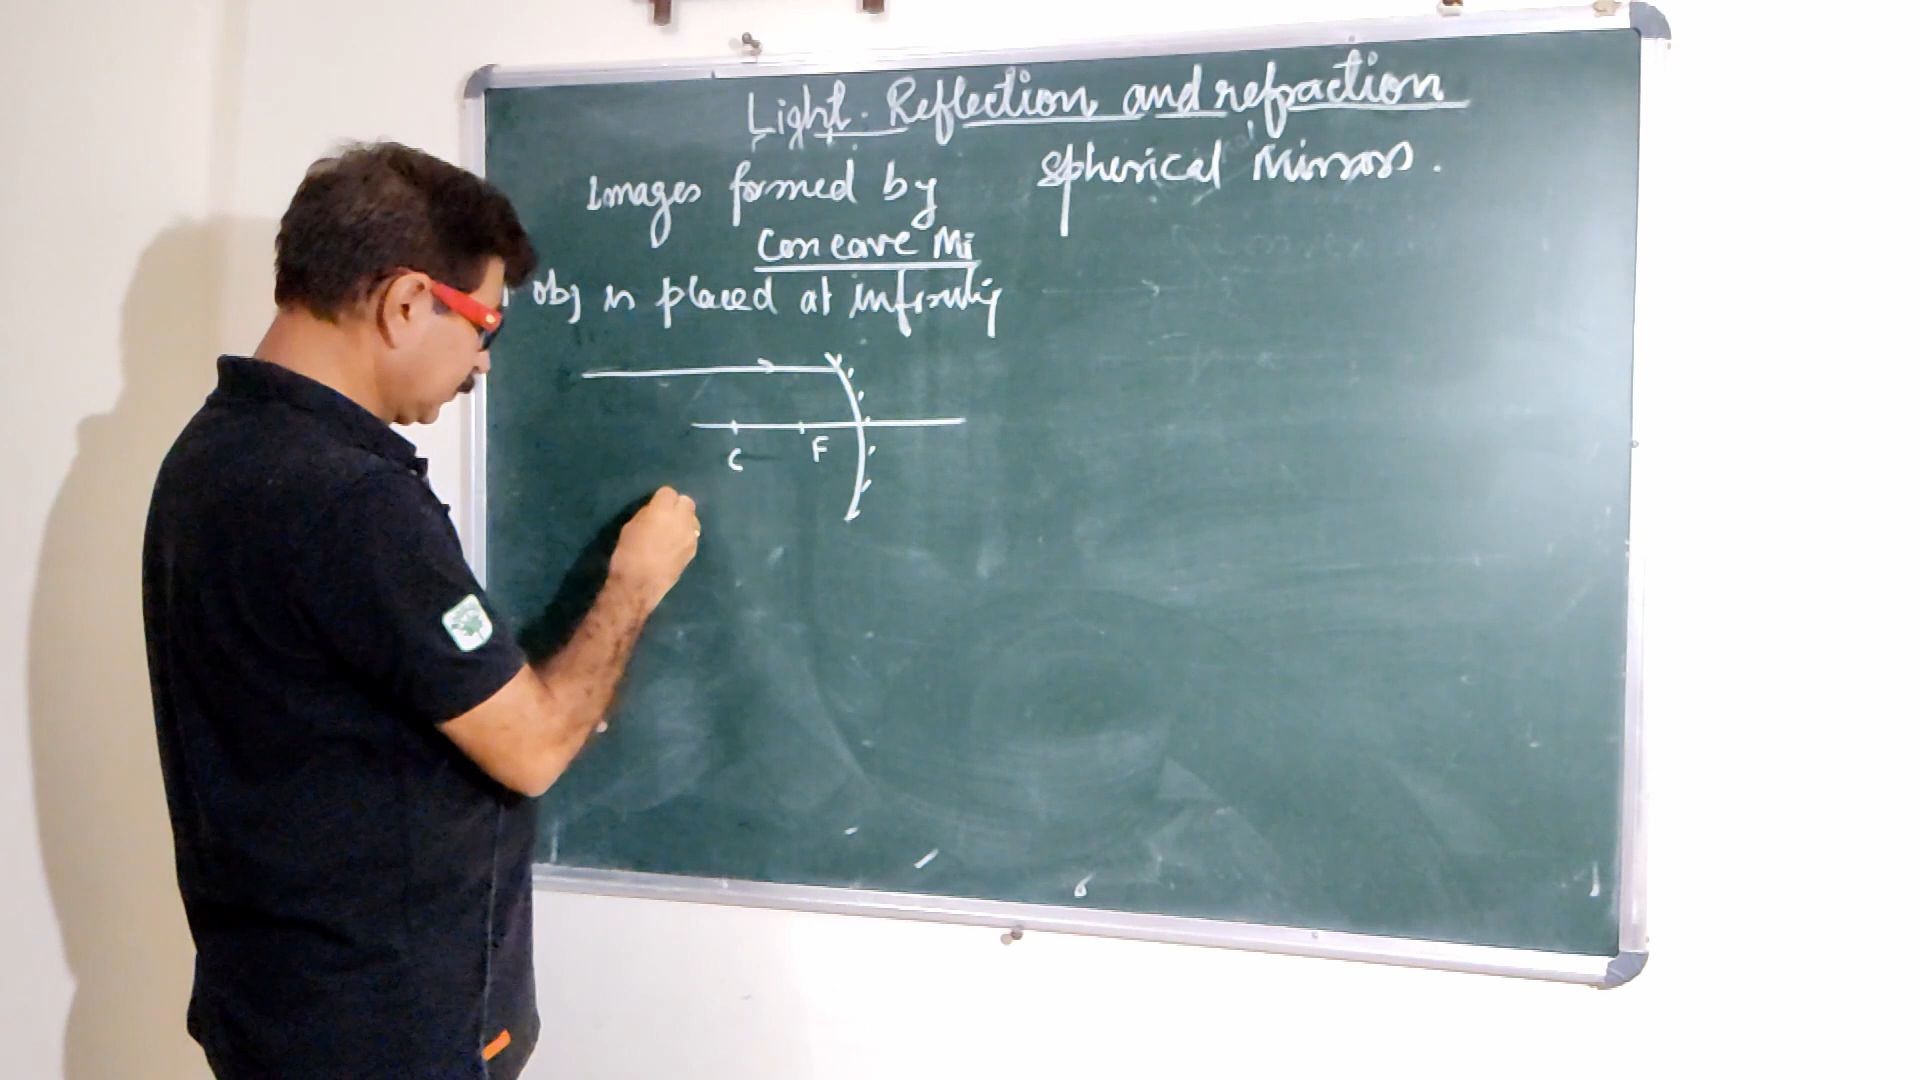 Light. Reflection and refraction
Images formed by spherical Mirrors.
Concave Mi
obj is placed at infinity
C F